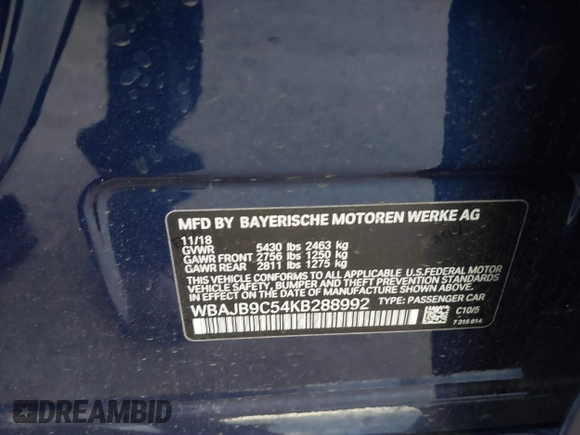 MFD BY BAYERISCHE MOTOREN WERKE AG
11/18
GVWR 5430 lbs 2463 kg
GAWR FRONT 2756 lbs 1250 kg
GAWR REAR 2811 lbs 1275 kg
THIS VEHICLE CONFORMS TO ALL APPLICABLE U.S.FEDERAL MOTOR
VEHICLE SAFETY, BUMPER AND THEFT PREVENTION STANDARDS
IN EFFECT ON THE DATE OF MANUFACTURE SHOWN ABOVE.
WBAJB9C54KB288992 TYPE: PASSENGER CAR
C10/5
7 315 814
DREAMBID